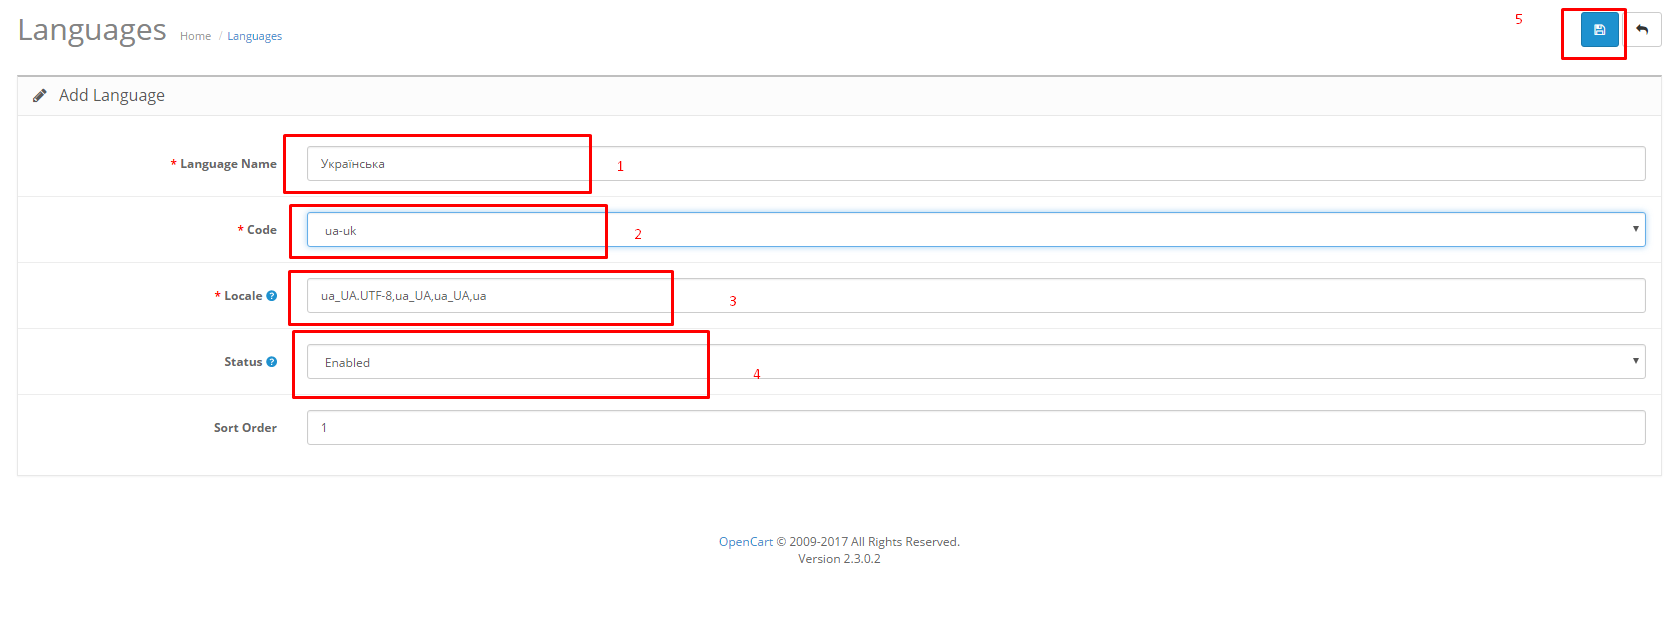 Languages Home / Languages 5
Add Language
* Language Name Українська 1
* Code ua-uk 2
* Locale ua_UA.UTF-8,ua_UA,ua_UA,ua 3
Status Enabled 4
Sort Order 1
OpenCart © 2009-2017 All Rights Reserved.
Version 2.3.0.2